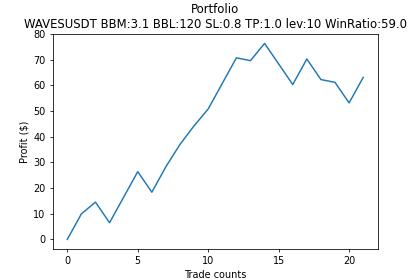 Portfolio
WAVESUSDT BBM:3.1 BBL:120 SL:0.8 TP:1.0 lev:10 WinRatio:59.0
80
70
60
50
40
30
20
10
0
Profit ($)
0 5 10 15 20
Trade counts